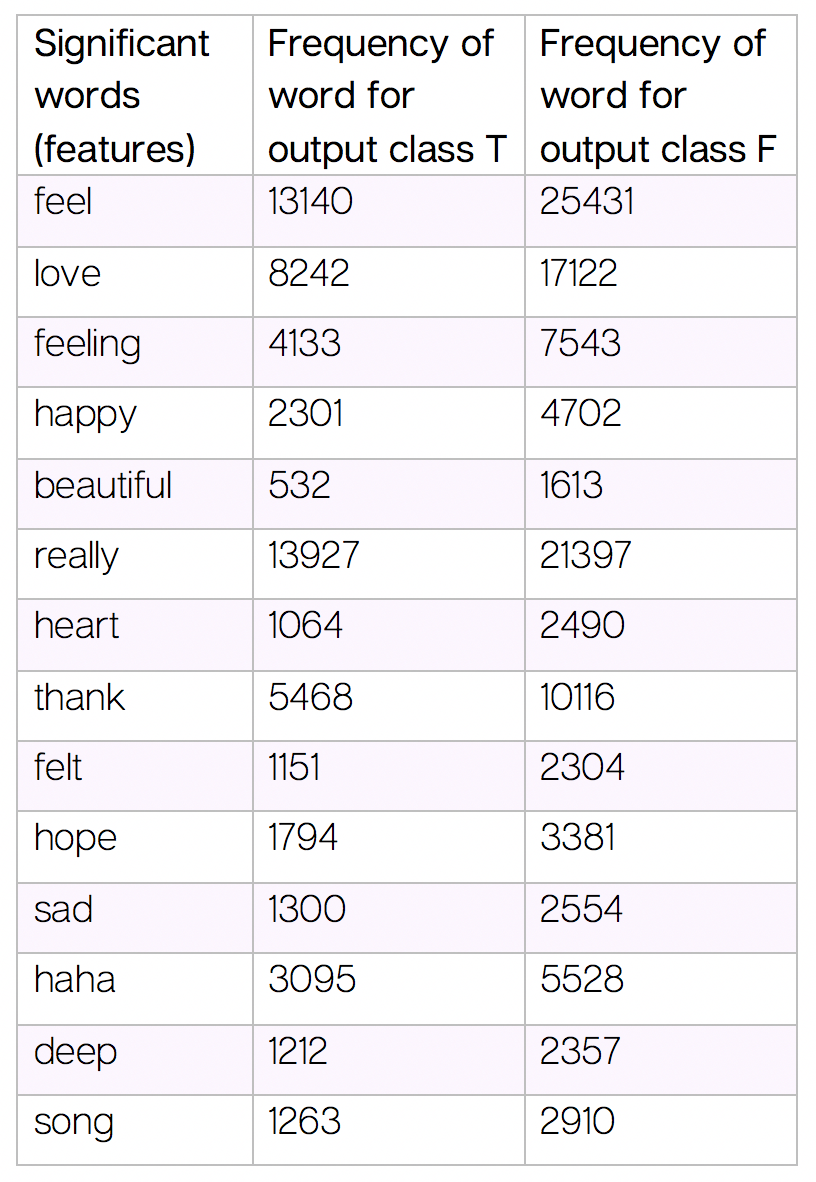 Significant words (features) Frequency of word for output class T Frequency of word for output class F
feel 13140 25431
love 8242 17122
feeling 4133 7543
happy 2301 4702
beautiful 532 1613
really 13927 21397
heart 1064 2490
thank 5468 10116
felt 1151 2304
hope 1794 3381
sad 1300 2554
haha 3095 5528
deep 1212 2357
song 1263 2910